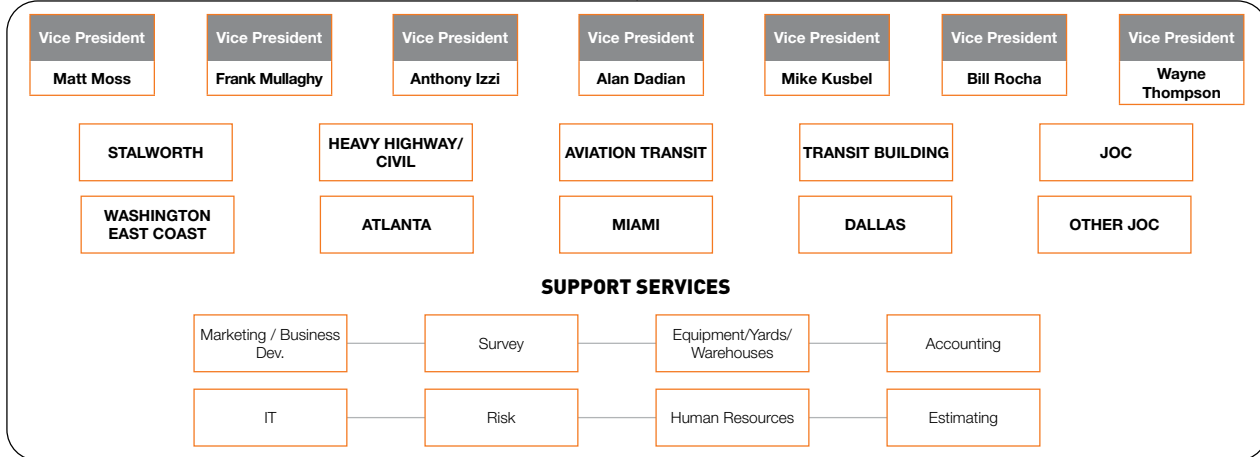 Vice President
Matt Moss
Vice President
Frank Mullaghy
Vice President
Anthony Izzi
Vice President
Alan Dadian
Vice President
Mike Kusbel
Vice President
Bill Rocha
Vice President
Wayne
Thompson
STALWORTH
HEAVY HIGHWAY/
CIVIL
AVIATION TRANSIT
TRANSIT BUILDING
JOC
WASHINGTON
EAST COAST
ATLANTA
MIAMI
DALLAS
OTHER JOC
SUPPORT SERVICES
Marketing / Business
Dev.
Survey
Equipment/Yards/
Warehouses
Accounting
IT
Risk
Human Resources
Estimating